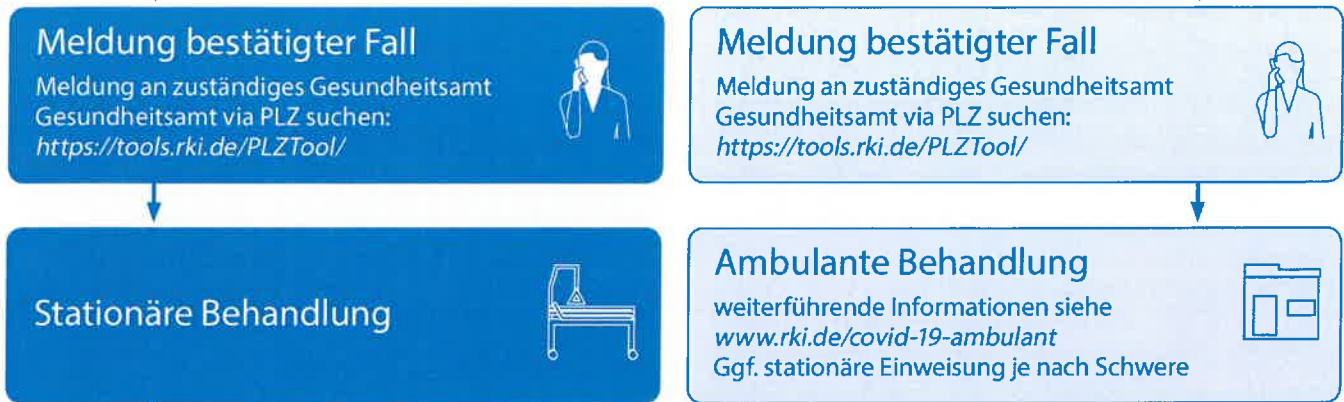 Meldung bestätigter Fall
Meldung an zuständiges Gesundheitsamt
Gesundheitsamt via PLZ suchen:
https://tools.rki.de/PLZTool/
Stationäre Behandlung
Meldung bestätigter Fall
Meldung an zuständiges Gesundheitsamt
Gesundheitsamt via PLZ suchen:
https://tools.rki.de/PLZTool/
Ambulante Behandlung
weiterführende Informationen siehe
www.rki.de/covid-19-ambulant
Ggf. stationäre Einweisung je nach Schwere